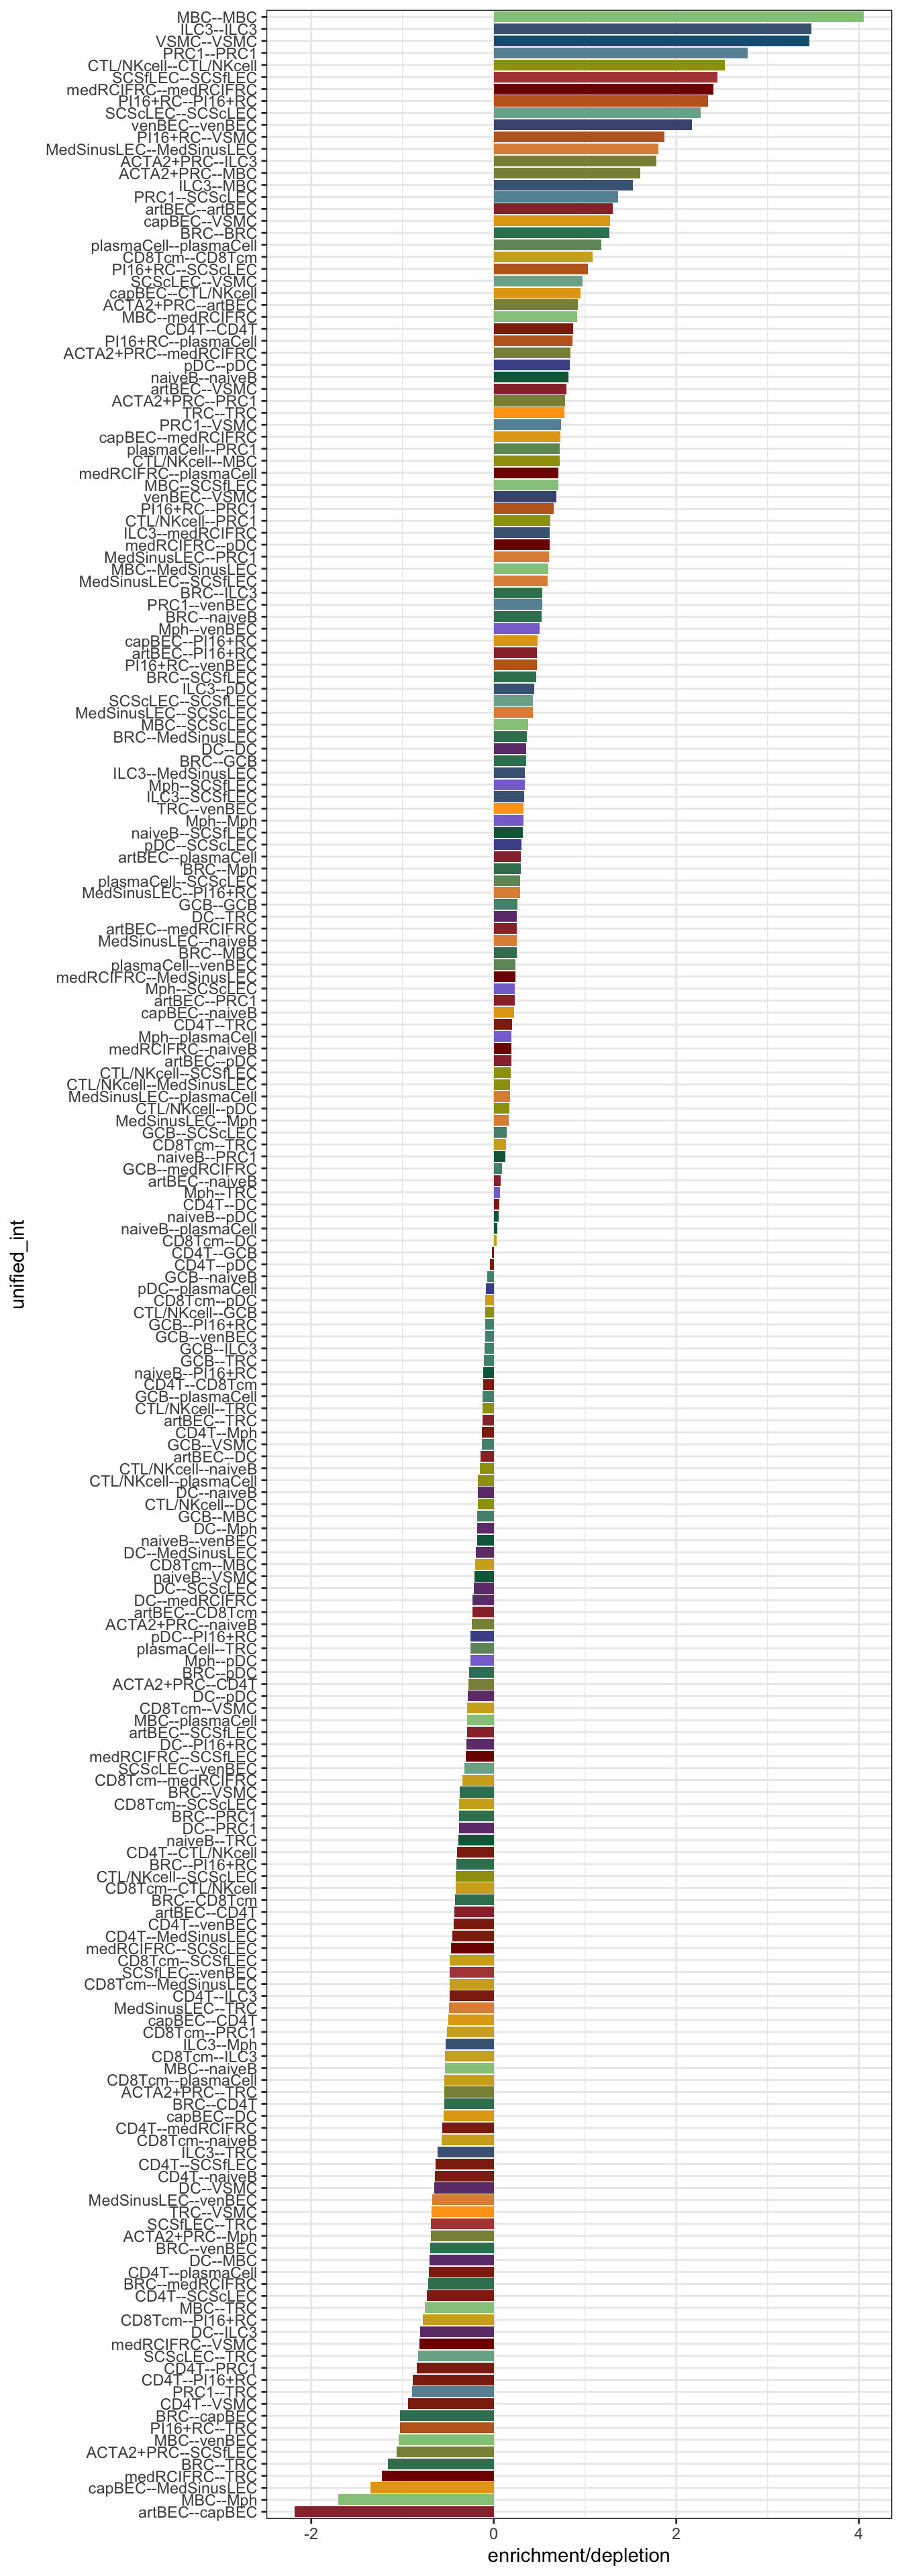 MBC--MBC
ILC3--ILC3
VSMC--VSMC
PRC1--PRC1
CTL/NKcell--CTL/NKcell
SCSfLEC--SCSfLEC
medRCIFRC--medRCIFRC
PI16+RC--PI16+RC
SCScLEC--SCScLEC
venBEC--venBEC
PI16+RC--VSMC
MedSinusLEC--MedSinusLEC
ACTA2+PRC--ILC3
ACTA2+PRC--MBC
ILC3--MBC
PRC1--SCScLEC
artBEC--artBEC
capBEC--VSMC
BRC--BRC
plasmaCell--plasmaCell
CD8Tcm--CD8Tcm
PI16+RC--SCScLEC
SCScLEC--VSMC
capBEC--CTL/NKcell
ACTA2+PRC--artBEC
MBC--medRCIFRC
CD4T--CD4T
PI16+RC--plasmaCell
ACTA2+PRC--medRCIFRC
pDC--pDC
naiveB--naiveB
artBEC--VSMC
ACTA2+PRC--PRC1
TRC--TRC
PRC1--VSMC
capBEC--medRCIFRC
plasmaCell--PRC1
CTL/NKcell--MBC
medRCIFRC--plasmaCell
MBC--SCSfLEC
venBEC--VSMC
PI16+RC--PRC1
CTL/NKcell--PRC1
ILC3--medRCIFRC
medRCIFRC--pDC
MedSinusLEC--PRC1
MBC--MedSinusLEC
MedSinusLEC--SCSfLEC
BRC--ILC3
PRC1--venBEC
BRC--naiveB
Mph--venBEC
capBEC--PI16+RC
artBEC--PI16+RC
PI16+RC--venBEC
BRC--SCSfLEC
ILC3--pDC
SCScLEC--SCSfLEC
MedSinusLEC--SCScLEC
MBC--SCScLEC
BRC--MedSinusLEC
DC--DC
BRC--GCB
ILC3--MedSinusLEC
Mph--SCSfLEC
ILC3--SCSfLEC
TRC--venBEC
Mph--Mph
naiveB--SCSfLEC
pDC--SCScLEC
artBEC--plasmaCell
BRC--Mph
plasmaCell--SCScLEC
MedSinusLEC--PI16+RC
GCB--GCB
DC--TRC
artBEC--medRCIFRC
MedSinusLEC--naiveB
BRC--MBC
plasmaCell--venBEC
medRCIFRC--MedSinusLEC
Mph--SCScLEC
artBEC--PRC1
capBEC--naiveB
CD4T--TRC
Mph--plasmaCell
medRCIFRC--naiveB
artBEC--pDC
CTL/NKcell--SCSfLEC
CTL/NKcell--MedSinusLEC
MedSinusLEC--plasmaCell
CTL/NKcell--pDC
MedSinusLEC--Mph
GCB--SCScLEC
CD8Tcm--TRC
naiveB--PRC1
GCB--medRCIFRC
artBEC--naiveB
Mph--TRC
CD4T--DC
naiveB--pDC
naiveB--plasmaCell
CD8Tcm--DC
CD4T--GCB
CD4T--pDC
GCB--naiveB
pDC--plasmaCell
CD8Tcm--pDC
CTL/NKcell--GCB
GCB--PI16+RC
GCB--venBEC
GCB--ILC3
GCB--TRC
naiveB--PI16+RC
CD4T--CD8Tcm
GCB--plasmaCell
CTL/NKcell--TRC
artBEC--TRC
CD4T--Mph
GCB--VSMC
artBEC--DC
CTL/NKcell--naiveB
CTL/NKcell--plasmaCell
DC--naiveB
CTL/NKcell--DC
GCB--MBC
DC--Mph
naiveB--venBEC
DC--MedSinusLEC
CD8Tcm--MBC
naiveB--VSMC
DC--SCScLEC
DC--medRCIFRC
artBEC--CD8Tcm
ACTA2+PRC--naiveB
pDC--PI16+RC
plasmaCell--TRC
Mph--pDC
BRC--pDC
ACTA2+PRC--CD4T
DC--pDC
CD8Tcm--VSMC
MBC--plasmaCell
artBEC--SCSfLEC
DC--PI16+RC
medRCIFRC--SCSfLEC
SCScLEC--venBEC
CD8Tcm--medRCIFRC
BRC--VSMC
CD8Tcm--SCScLEC
BRC--PRC1
DC--PRC1
naiveB--TRC
CD4T--CTL/NKcell
BRC--PI16+RC
CTL/NKcell--SCScLEC
CD8Tcm--CTL/NKcell
BRC--CD8Tcm
artBEC--CD4T
CD4T--venBEC
CD4T--MedSinusLEC
medRCIFRC--SCScLEC
CD8Tcm--SCSfLEC
SCSfLEC--venBEC
CD8Tcm--MedSinusLEC
CD4T--ILC3
MedSinusLEC--TRC
capBEC--CD4T
CD8Tcm--PRC1
ILC3--Mph
CD8Tcm--ILC3
MBC--naiveB
CD8Tcm--plasmaCell
ACTA2+PRC--TRC
BRC--CD4T
capBEC--DC
CD4T--medRCIFRC
CD8Tcm--naiveB
ILC3--TRC
CD4T--SCSfLEC
CD4T--naiveB
DC--VSMC
MedSinusLEC--venBEC
TRC--VSMC
SCSfLEC--TRC
ACTA2+PRC--Mph
BRC--venBEC
DC--MBC
CD4T--plasmaCell
BRC--medRCIFRC
CD4T--SCScLEC
MBC--TRC
CD8Tcm--PI16+RC
DC--ILC3
medRCIFRC--VSMC
SCScLEC--TRC
CD4T--PRC1
CD4T--PI16+RC
PRC1--TRC
CD4T--VSMC
BRC--capBEC
PI16+RC--TRC
MBC--venBEC
ACTA2+PRC--SCSfLEC
BRC--TRC
medRCIFRC--TRC
capBEC--MedSinusLEC
MBC--Mph
artBEC--capBEC
unified_int
-2 0 2 4
enrichment/depletion